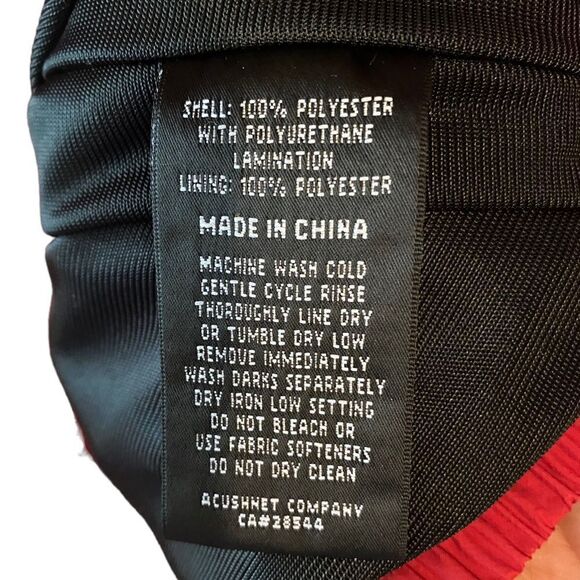 SHELL: 100% POLYESTER
WITH POLYURETHANE
LAMINATION
LINING: 100% POLYESTER
MADE IN CHINA
MACHINE WASH COLD
GENTLE CYCLE RINSE
THOROUGHLY LINE DRY
OR TUMBLE DRY LOW
REMOVE IMMEDIATELY
WASH DARKS SEPARATELY
DRY IRON LOW SETTING
DO NOT BLEACH OR
USE FABRIC SOFTENERS
DO NOT DRY CLEAN
ACUSHNET COMPANY
CA#28544